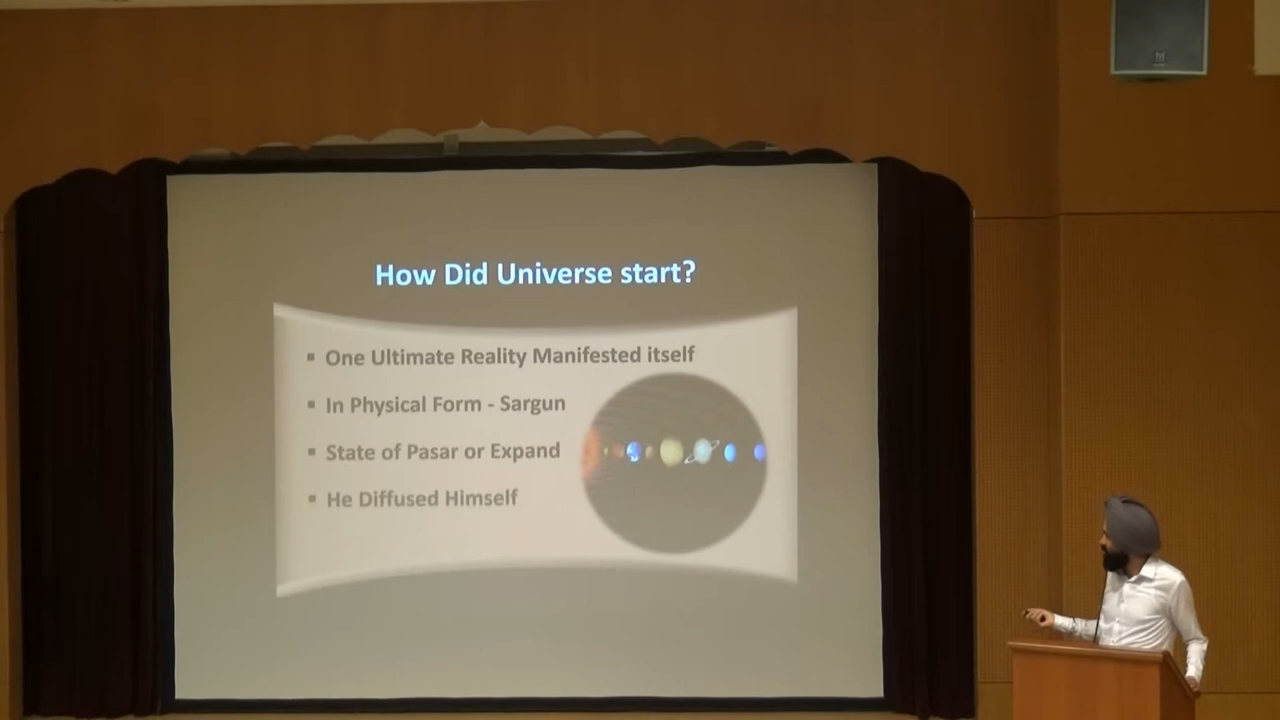 How Did Universe start?
▪ One Ultimate Reality Manifested itself
▪ In Physical Form - Sargun
▪ State of Pasar or Expand
▪ He Diffused Himself